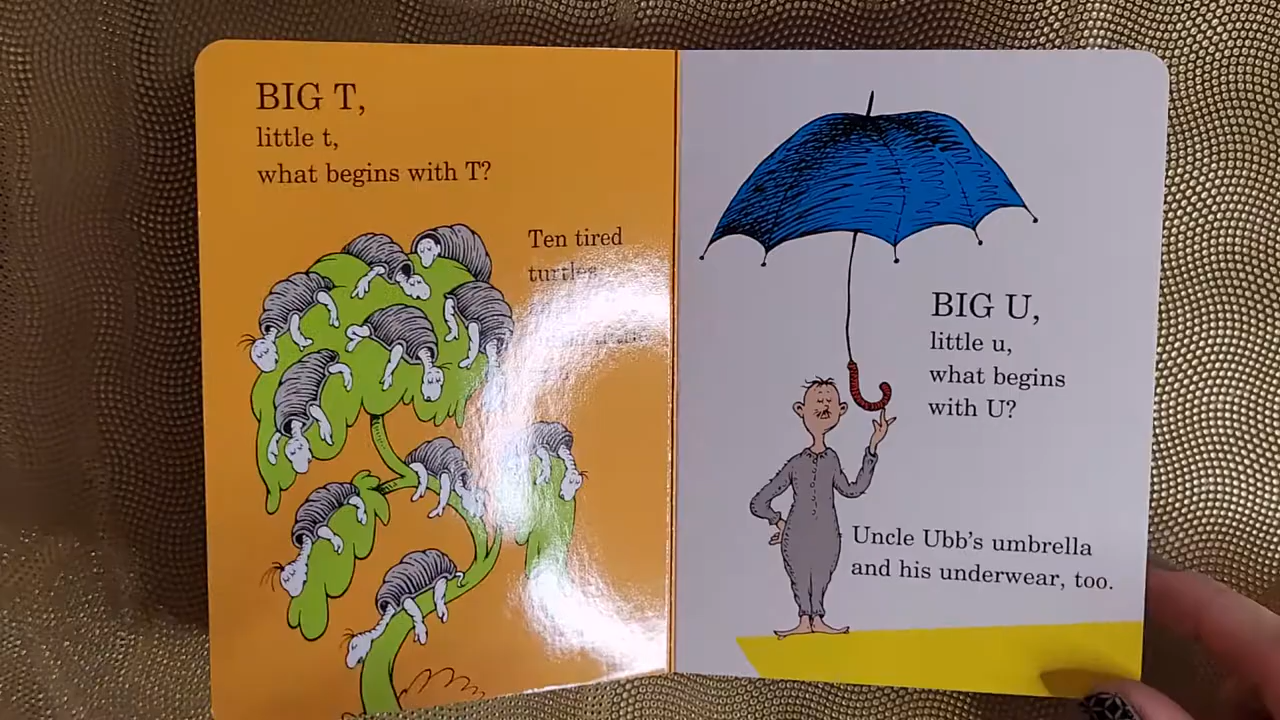 BIG T,
little t,
what begins with T?
Ten tired
turtles
BIG U,
little u,
what begins
with U?
Uncle Ubb's umbrella
and his underwear, too.